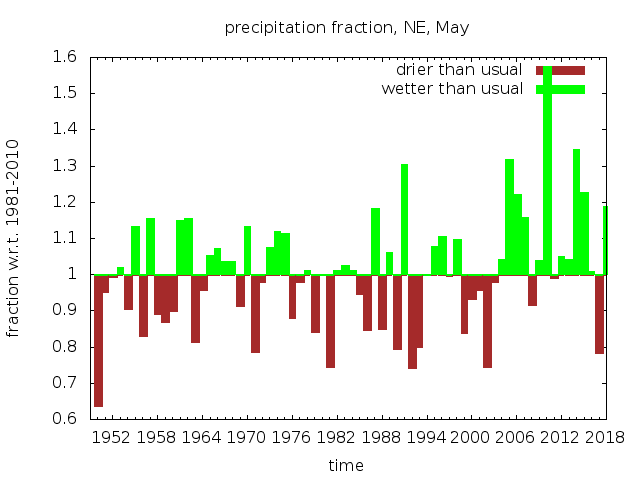 precipitation fraction, NE, May
drier than usual
wetter than usual
fraction w.r.t. 1981-2010
1.6
1.5
1.4
1.3
1.2
1.1
1
0.9
0.8
0.7
0.6
1952 1958 1964 1970 1976 1982 1988 1994 2000 2006 2012 2018
time